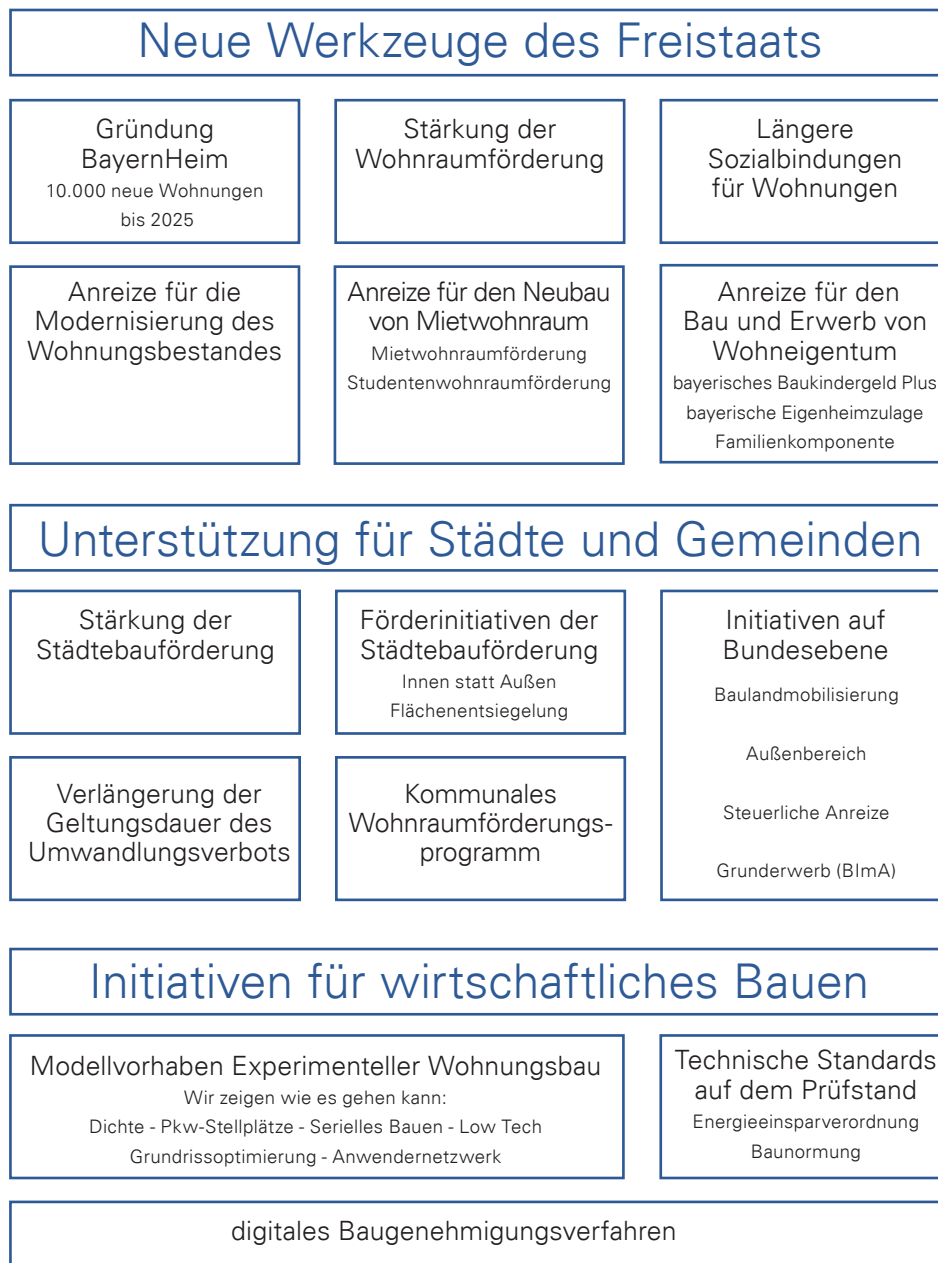 Neue Werkzeuge des Freistaats
Gründung
BayernHeim
10.000 neue Wohnungen
bis 2025
Stärkung der
Wohnraumförderung
Längere
Sozialbindungen
für Wohnungen
Anreize für die
Modernisierung des
Wohnungsbestandes
Anreize für den Neubau
von Mietwohnraum
Mietwohnraumförderung
Studentenwohnraumförderung
Anreize für den
Bau und Erwerb von
Wohneigentum
bayerisches Baukindergeld Plus
bayerische Eigenheimzulage
Familienkomponente
Unterstützung für Städte und Gemeinden
Stärkung der
Städtebauförderung
Förderinitiativen der
Städtebauförderung
Innen statt Außen
Flächenentsiegelung
Initiativen auf
Bundesebene
Baulandmobilisierung
Außenbereich
Steuerliche Anreize
Grunderwerb (BImA)
Verlängerung der
Geltungsdauer des
Umwandlungsverbots
Kommunales
Wohnraumförderungs-
programm
Initiativen für wirtschaftliches Bauen
Modellvorhaben Experimenteller Wohnungsbau
Wir zeigen wie es gehen kann:
Dichte - Pkw-Stellplätze - Serielles Bauen - Low Tech
Grundrissoptimierung - Anwendernetzwerk
Technische Standards
auf dem Prüfstand
Energieeinsparverordnung
Baunormung
digitales Baugenehmigungsverfahren